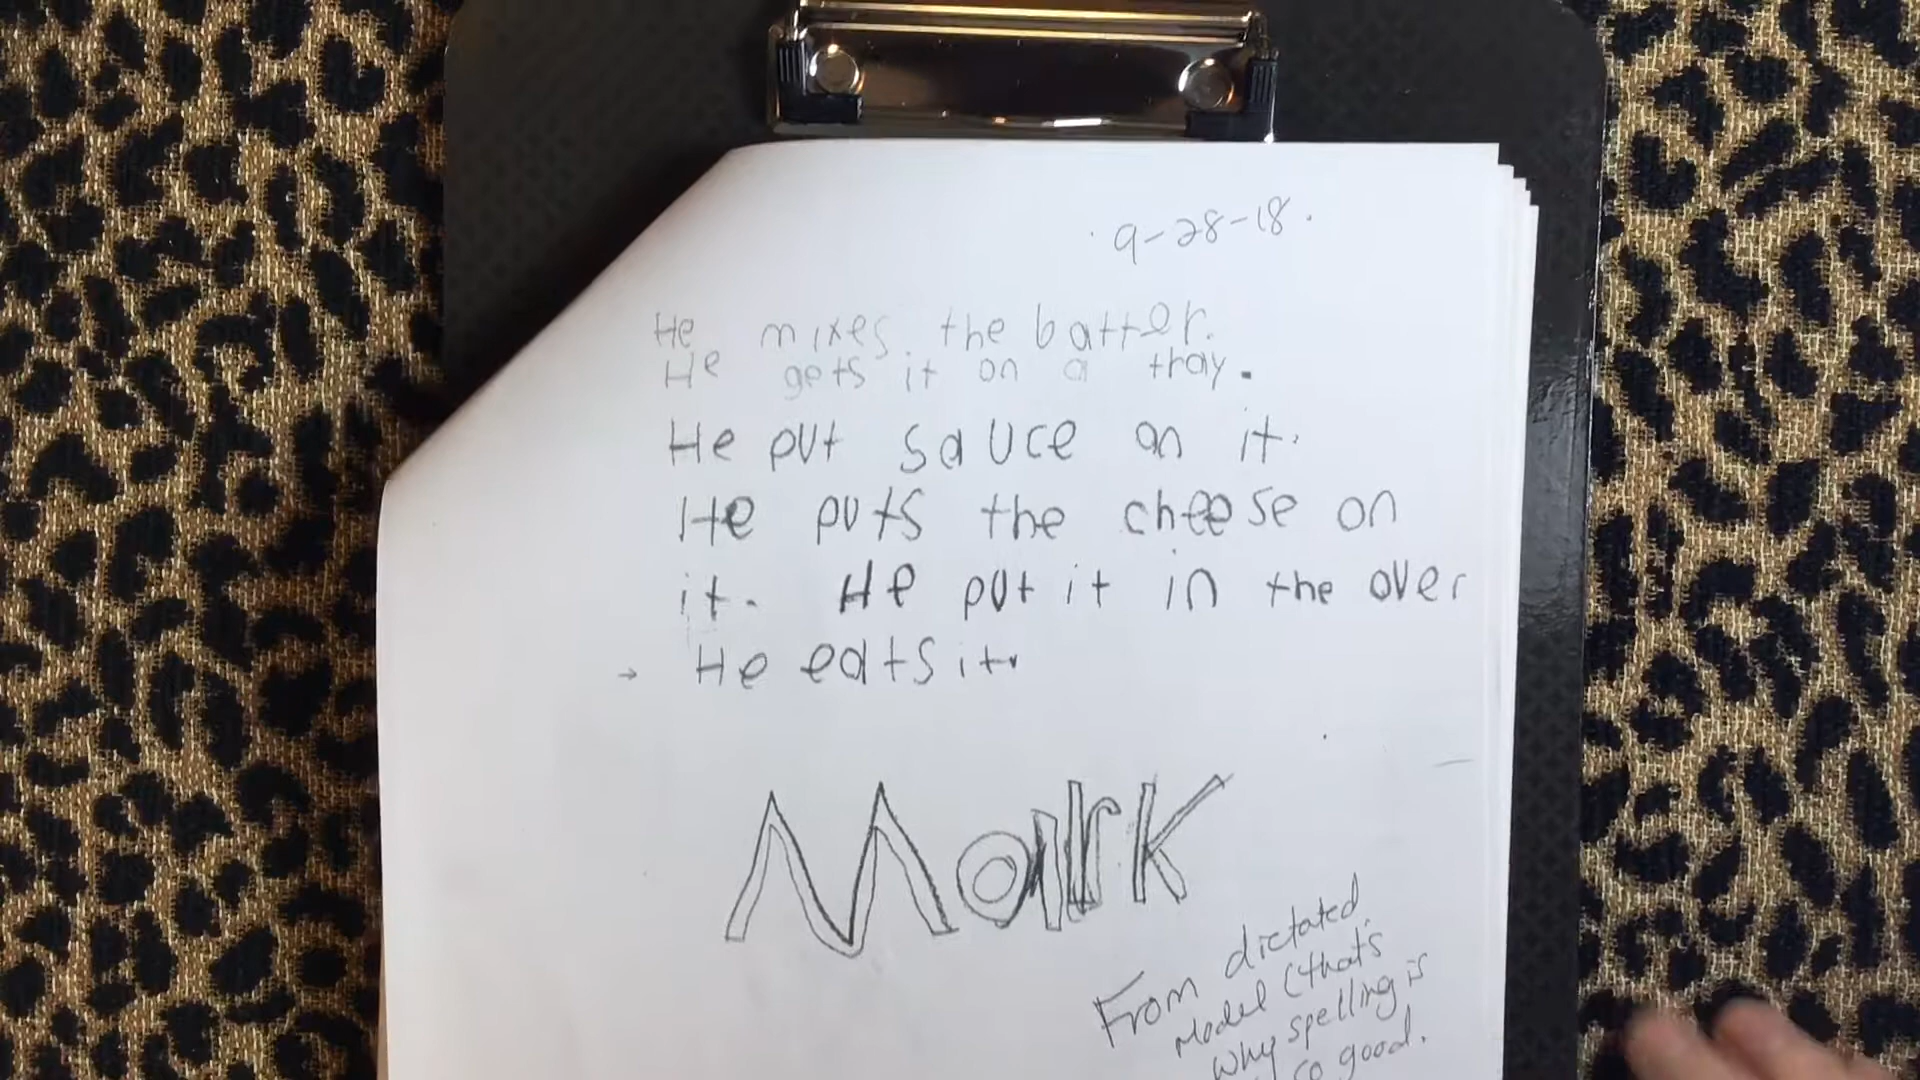 9-28-18.
He mixes the batter.
He gets it on a tray.
He put sauce on it.
He puts the cheese on
it. He put it in the over
→ He eats it.
Mark
From dictated
Model (that's
why spelling is
so good.